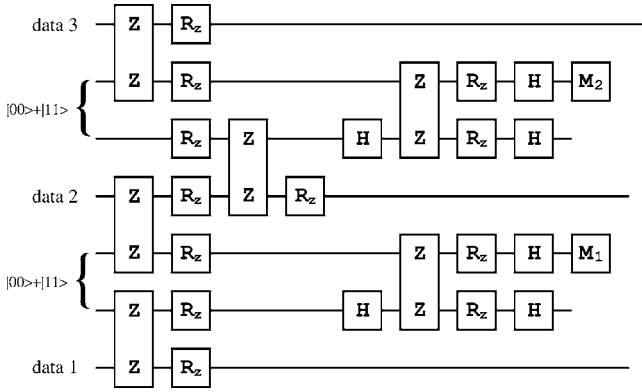 data 3 Z R_z
Z R_z Z R_z H M_2
|00>+|11>
R_z Z H Z R_z H
data 2 Z R_z Z R_z
Z R_z Z R_z H M_1
|00>+|11>
Z R_z H Z R_z H
data 1 Z R_z